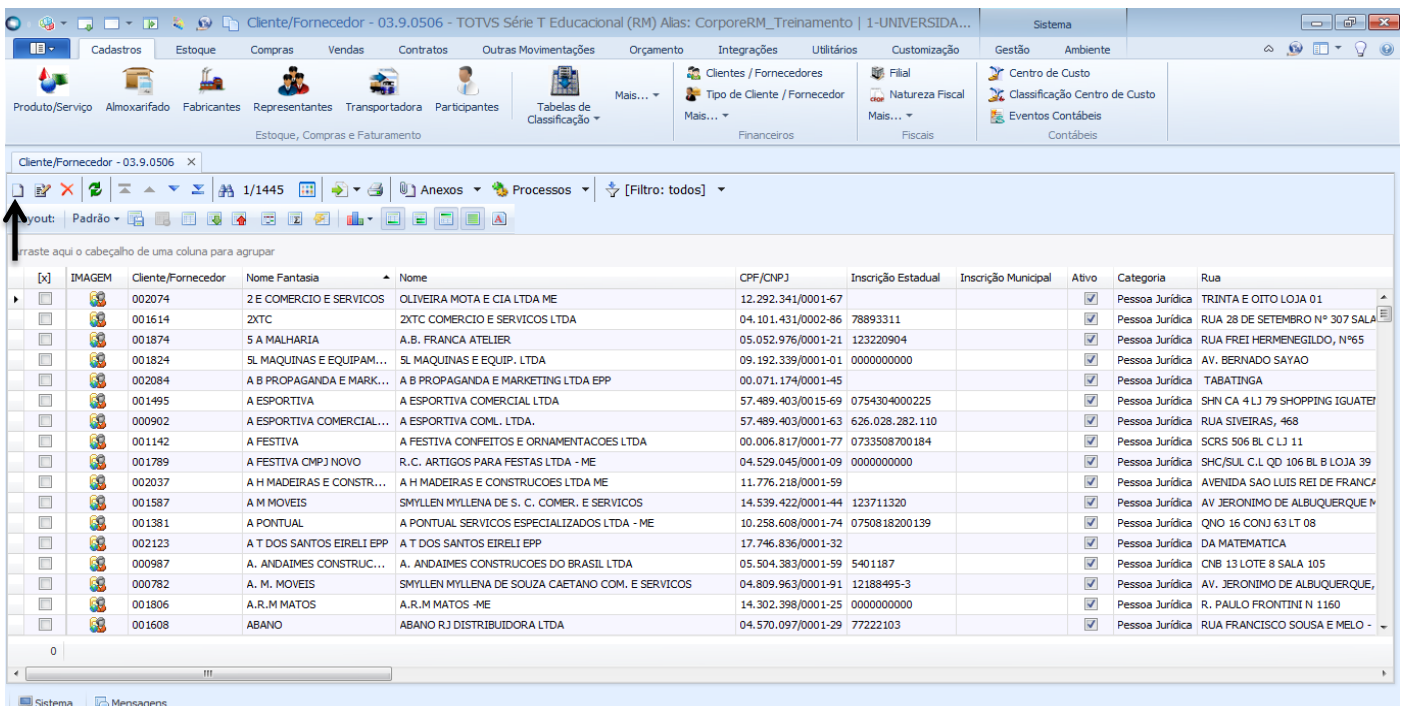 Cliente/Fornecedor - 03.9.0506 - TOTVS Série T Educacional (RM) Alias: CorporeRM_Treinamento | 1-UNIVERSIDA... Sistema
Cadastros Estoque Compras Vendas Contratos Outras Movimentações Orçamento Integrações Utilitários Customização Gestão Ambiente
Produto/Serviço Almoxarifado Fabricantes Representantes Transportadora Participantes Tabelas de Classificação Mais...
Estoque, Compras e Faturamento
Clientes / Fornecedores
Tipo de Cliente / Fornecedor
Mais...
Financeiros
Filial
Natureza Fiscal
Mais...
Fiscais
Centro de Custo
Classificação Centro de Custo
Eventos Contábeis
Contábeis
Cliente/Fornecedor - 03.9.0506
1/1445 Anexos Processos [Filtro: todos]
yout: Padrão
rraste aqui o cabeçalho de uma coluna para agrupar
[x] IMAGEM Cliente/Fornecedor Nome Fantasia Nome CPF/CNPJ Inscrição Estadual Inscrição Municipal Ativo Categoria Rua
002074 2 E COMERCIO E SERVICOS OLIVEIRA MOTA E CIA LTDA ME 12.292.341/0001-67 Pessoa Jurídica TRINTA E OITO LOJA 01
001614 2XTC 2XTC COMERCIO E SERVICOS LTDA 04.101.431/0002-86 78893311 Pessoa Jurídica RUA 28 DE SETEMBRO Nº 307 SALA
001874 5 A MALHARIA A.B. FRANCA ATELIER 05.052.976/0001-21 123220904 Pessoa Jurídica RUA FREI HERMENEGILDO, Nº65
001824 5L MAQUINAS E EQUIPAM... 5L MAQUINAS E EQUIP. LTDA 09.192.339/0001-01 0000000000 Pessoa Jurídica AV. BERNADO SAYAO
002084 A B PROPAGANDA E MARK... A B PROPAGANDA E MARKETING LTDA EPP 00.071.174/0001-45 Pessoa Jurídica TABATINGA
001495 A ESPORTIVA A ESPORTIVA COMERCIAL LTDA 57.489.403/0015-69 0754304000225 Pessoa Jurídica SHN CA 4 LJ 79 SHOPPING IGUATEM
000902 A ESPORTIVA COMERCIAL... A ESPORTIVA COML. LTDA. 57.489.403/0001-63 626.028.282.110 Pessoa Jurídica RUA SIVEIRAS, 468
001142 A FESTIVA A FESTIVA CONFEITOS E ORNAMENTACOES LTDA 00.006.817/0001-77 0733508700184 Pessoa Jurídica SCRS 506 BL C LJ 11
001789 A FESTIVA CMPJ NOVO R.C. ARTIGOS PARA FESTAS LTDA - ME 04.529.045/0001-09 0000000000 Pessoa Jurídica SHC/SUL C.L QD 106 BL B LOJA 39
002037 A H MADEIRAS E CONSTR... A H MADEIRAS E CONSTRUCOES LTDA ME 11.776.218/0001-59 Pessoa Jurídica AVENIDA SAO LUIS REI DE FRANCA
001587 A M MOVEIS SMYLLEN MYLLENA DE S. C. COMER. E SERVICOS 14.539.422/0001-44 123711320 Pessoa Jurídica AV JERONIMO DE ALBUQUERQUE M
001381 A PONTUAL A PONTUAL SERVICOS ESPECIALIZADOS LTDA - ME 10.258.608/0001-74 0750818200139 Pessoa Jurídica QNO 16 CONJ 63 LT 08
002123 A T DOS SANTOS EIRELI EPP A T DOS SANTOS EIRELI EPP 17.746.836/0001-32 Pessoa Jurídica DA MATEMATICA
000987 A. ANDAIMES CONSTRUC... A. ANDAIMES CONSTRUCOES DO BRASIL LTDA 05.504.383/0001-59 5401187 Pessoa Jurídica CNB 13 LOTE 8 SALA 105
000782 A. M. MOVEIS SMYLLEN MYLLENA DE SOUZA CAETANO COM. E SERVICOS 04.809.963/0001-91 12188495-3 Pessoa Jurídica AV. JERONIMO DE ALBUQUERQUE,
001806 A.R.M MATOS A.R.M MATOS -ME 14.302.398/0001-25 0000000000 Pessoa Jurídica R. PAULO FRONTINI N 1160
001608 ABANO ABANO RJ DISTRIBUIDORA LTDA 04.570.097/0001-29 77222103 Pessoa Jurídica RUA FRANCISCO SOUSA E MELO -
0
Sistema Mensagens